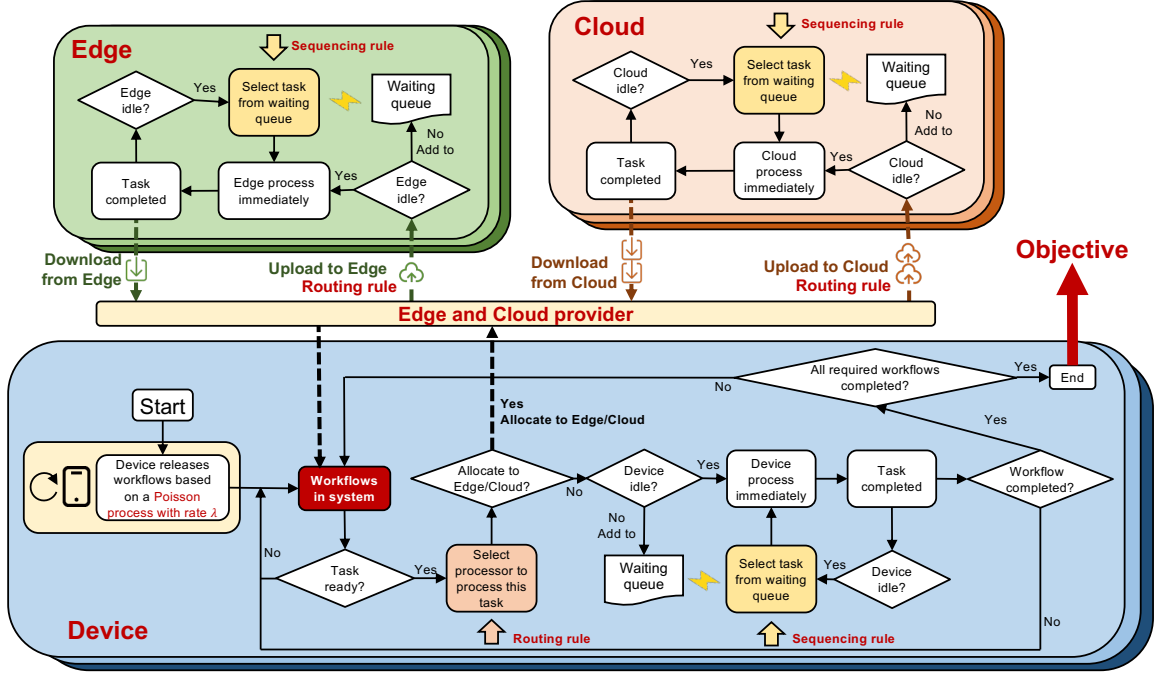 Edge
Sequencing rule
Edge
idle?
Yes
Select task
from waiting
queue
Waiting
queue
No
Add to
Task
completed
Edge process
immediately
Yes
Edge
idle?
Cloud
Sequencing rule
Cloud
idle?
Yes
Select task
from waiting
queue
Waiting
queue
No
Add to
Task
completed
Cloud
process
immediately
Yes
Cloud
idle?
Download
from Edge
Upload to Edge
Routing rule
Download
from Cloud
Upload to Cloud
Routing rule
Objective
Edge and Cloud provider
All required workflows
completed?
Yes
End
No
Yes
Allocate to Edge/Cloud
Yes
Start
Device releases
workflows based
on a Poisson
process with rate λ
Workflows
in system
Allocate to
Edge/Cloud?
No
Device
idle?
Yes
Device
process
immediately
Task
completed
Workflow
completed?
No
Add to
No
Task
ready?
Yes
Select
processor to
process this
task
Waiting
queue
Select task
from waiting
queue
Yes
Device
idle?
No
Device
Routing rule
Sequencing rule